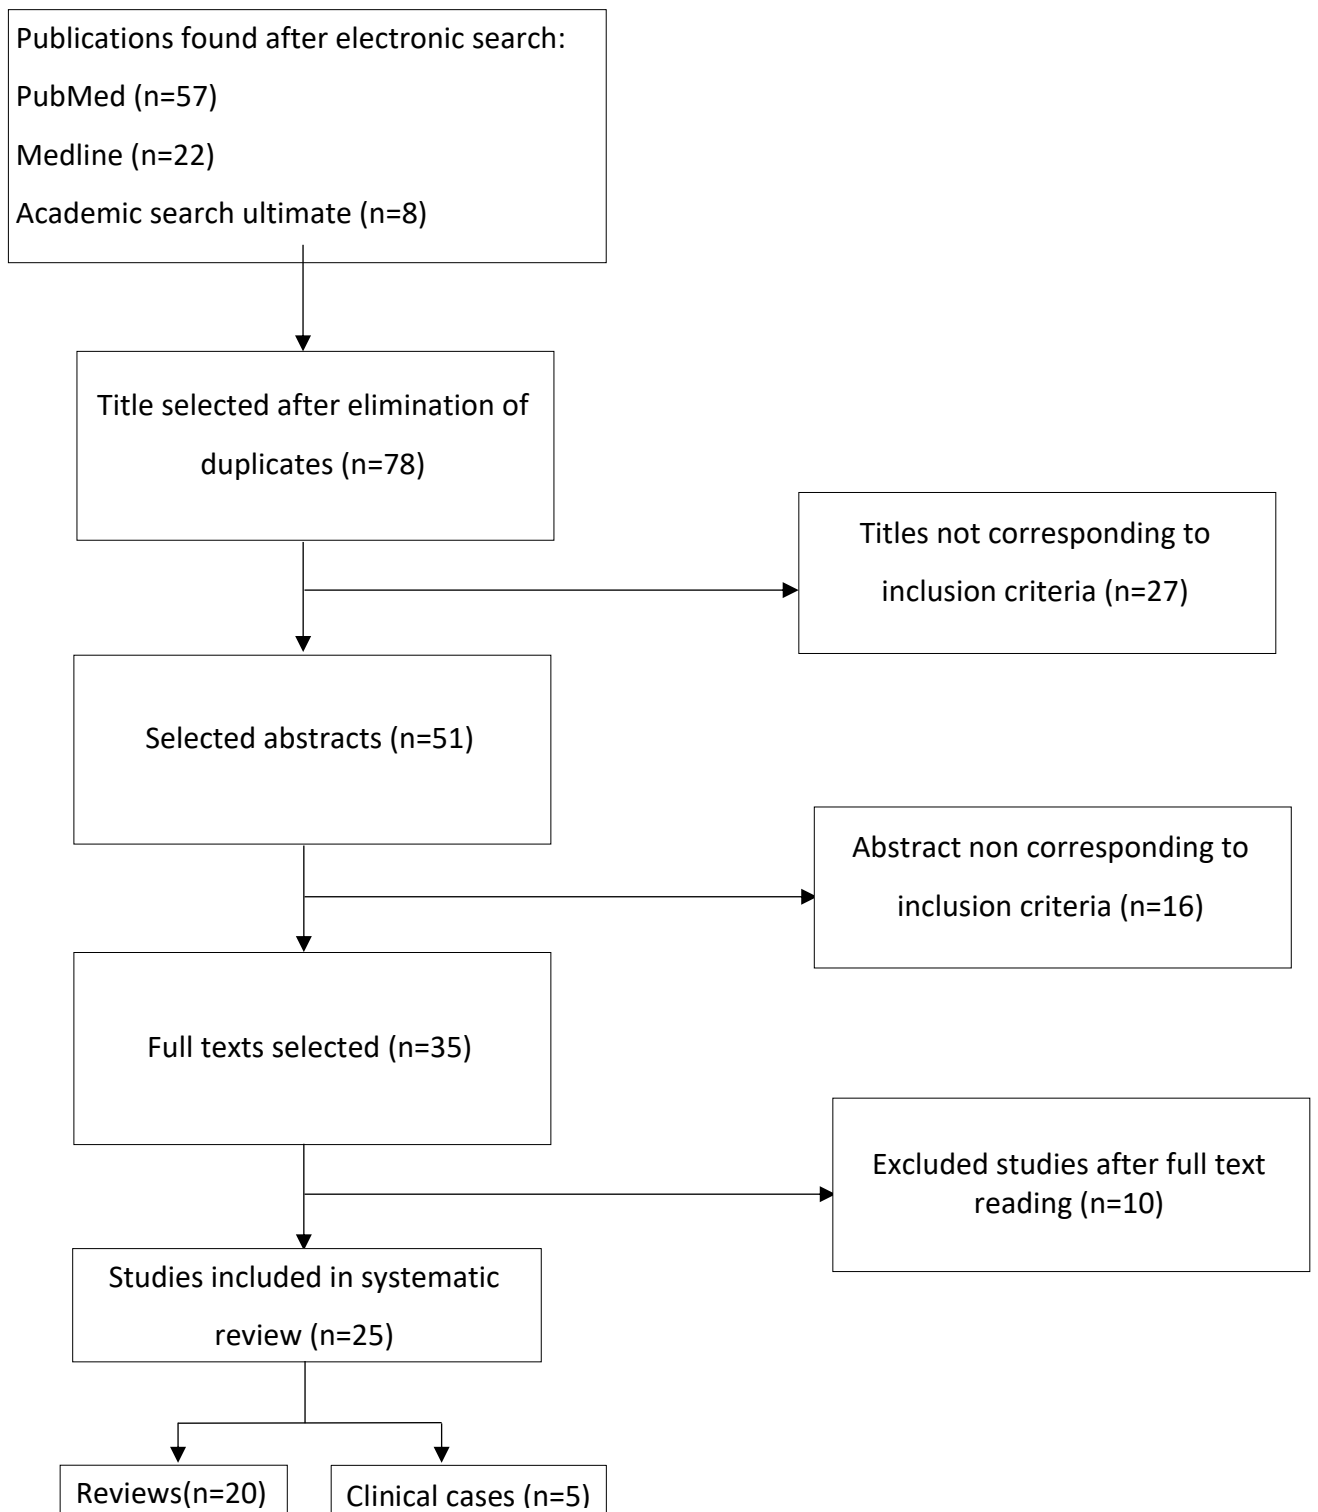 Publications found after electronic search:
PubMed (n=57)
Medline (n=22)
Academic search ultimate (n=8)
Title selected after elimination of
duplicates (n=78)
Titles not corresponding to
inclusion criteria (n=27)
Selected abstracts (n=51)
Abstract non corresponding to
inclusion criteria (n=16)
Full texts selected (n=35)
Excluded studies after full text
reading (n=10)
Studies included in systematic
review (n=25)
Reviews(n=20)
Clinical cases (n=5)